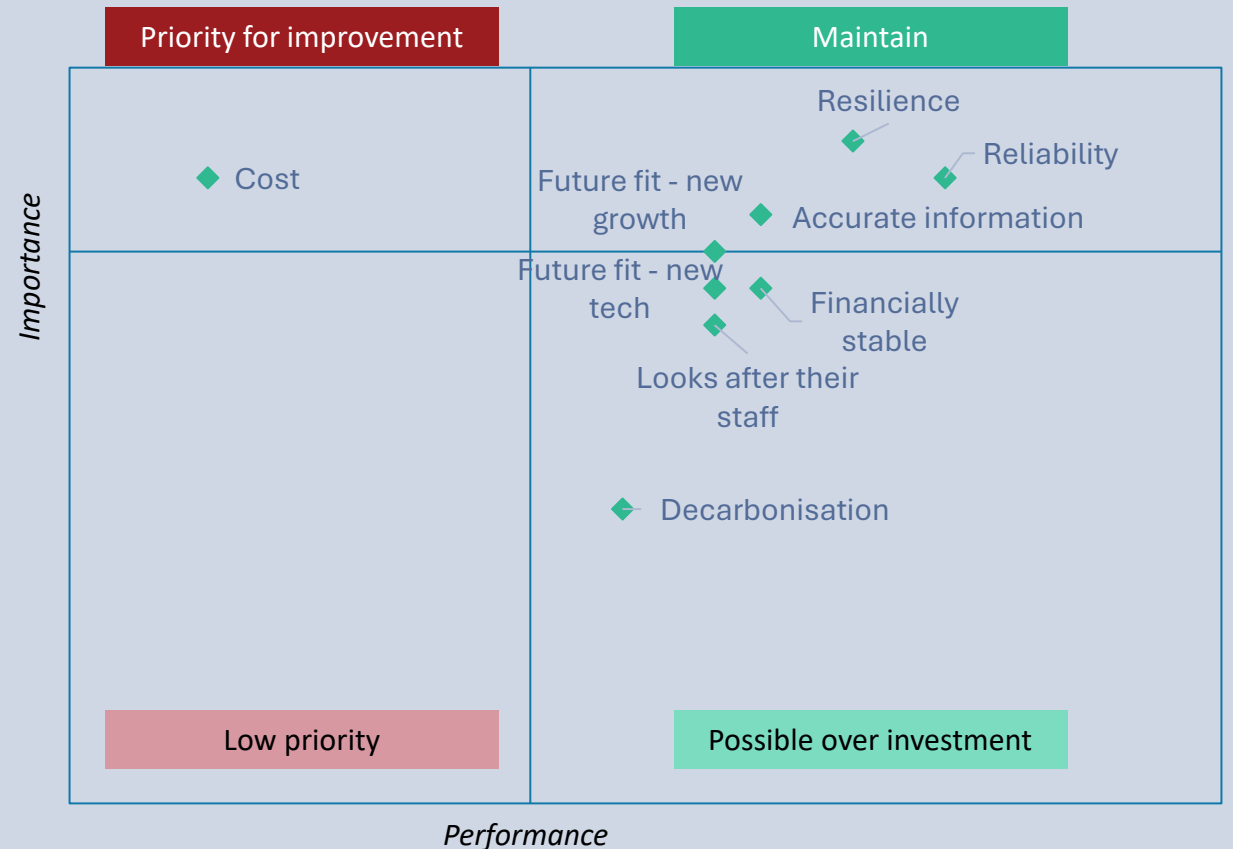 Priority for improvement
Maintain
Resilience
Reliability
Cost
Future fit - new
growth
Accurate information
Importance
Future fit - new
tech
Financially
stable
Looks after their
staff
Decarbonisation
Low priority
Possible over investment
Performance